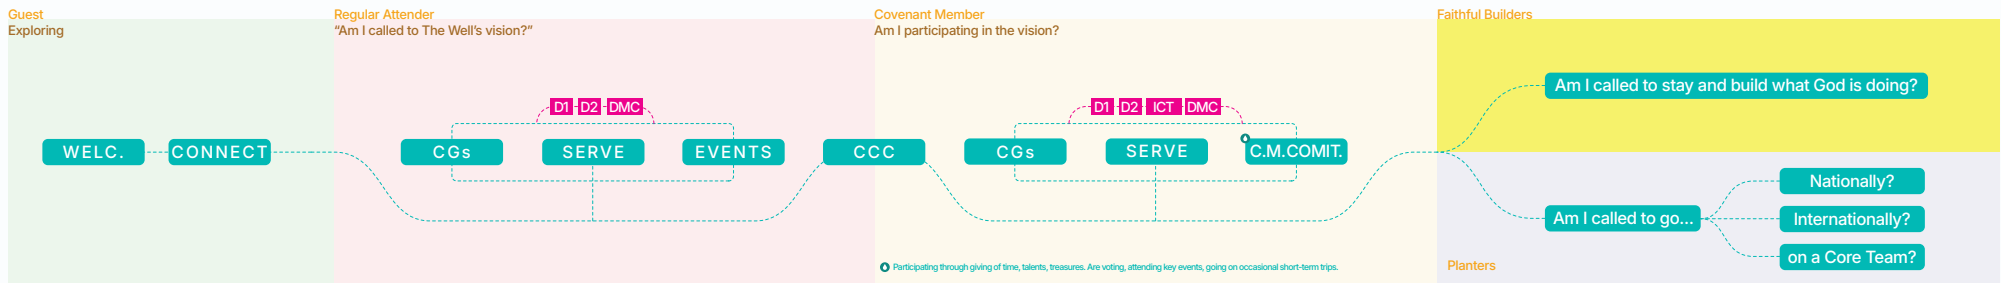 Guest
Exploring
Regular Attender
“Am I called to The Well’s vision?”
Covenant Member
Am I participating in the vision?
Faithful Builders
D1 D2 DMC
D1 D2 ICT DMC
WELC. CONNECT CGs SERVE EVENTS CCC CGs SERVE C.M.COMIT.
Am I called to stay and build what God is doing?
Nationally?
Am I called to go... Internationally?
on a Core Team?
Participating through giving of time, talents, treasures. Are voting, attending key events, going on occasional short-term trips.
Planters